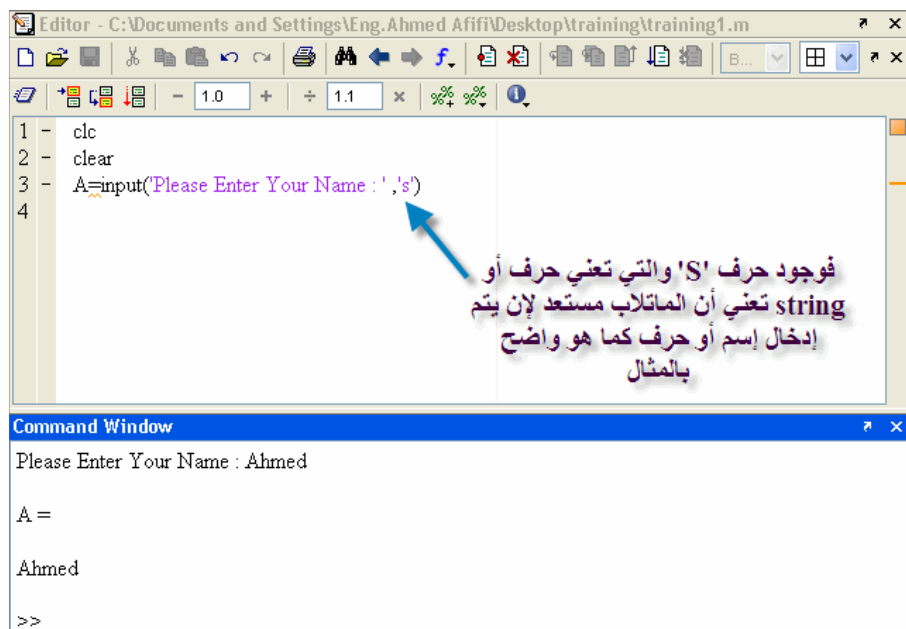 Editor - C:\Documents and Settings\Eng.Ahmed Afifi\Desktop\training\training1.m
B...
1.0
1.1
1 - clc
2 - clear
3 - A=input('Please Enter Your Name : ' ,'s')
4
فوجود حرف 'S' والتي تعني حرف أو
string تعني أن الماتلاب مستعد لإن يتم
إدخال إسم أو حرف كما هو واضح
بالمثال
Command Window
Please Enter Your Name : Ahmed
A =
Ahmed
>>